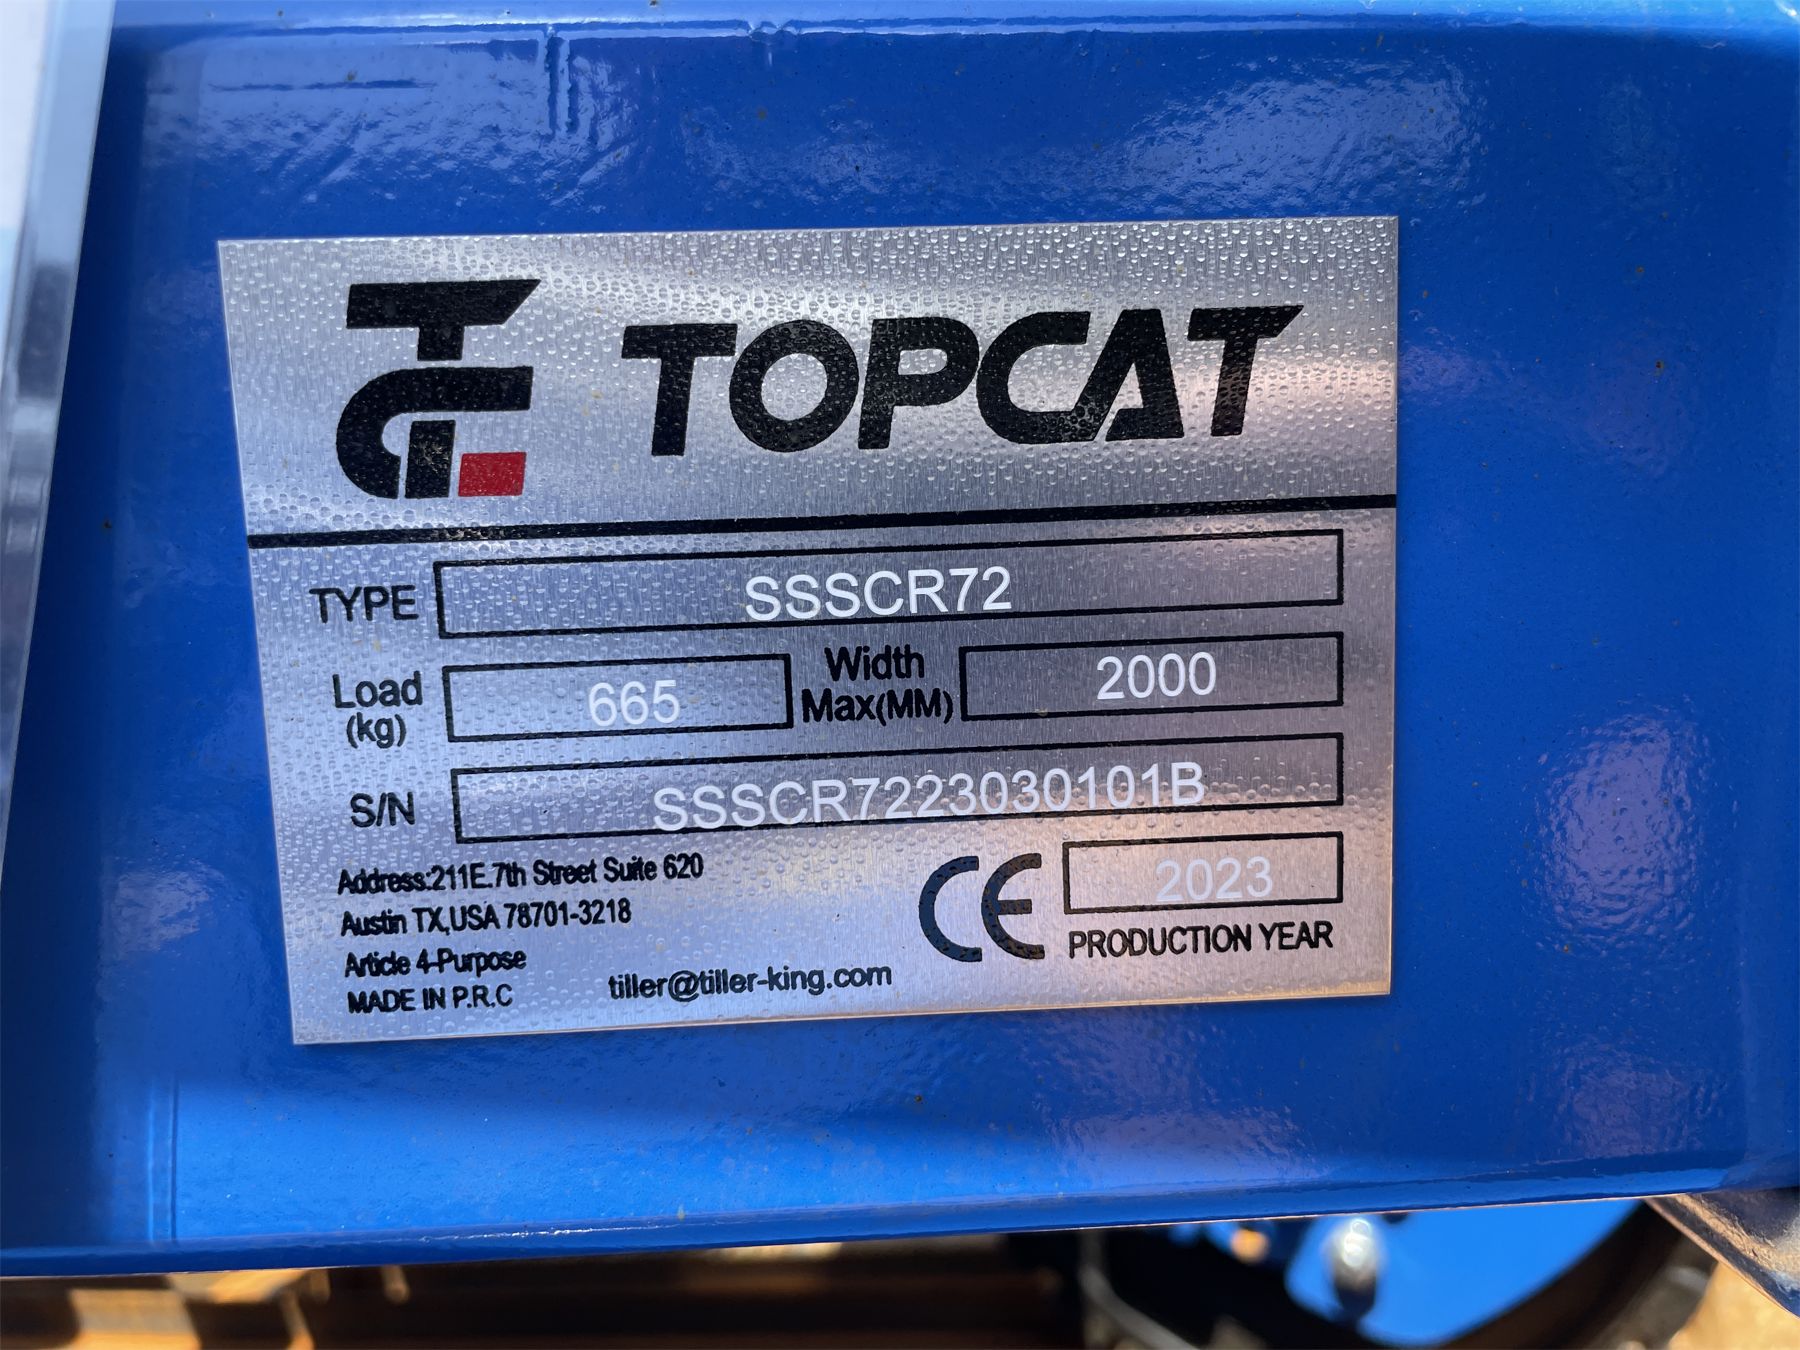 TC TOPCAT
TYPE SSSCR72
Load (kg) 665 Width Max(MM) 2000
S/N SSSCR7223030101B
Address:211E.7th Street Suite 620
Austin TX,USA 78701-3218
Article 4-Purpose
MADE IN P.R.C
tiller@tiller-king.com
CE 2023
PRODUCTION YEAR